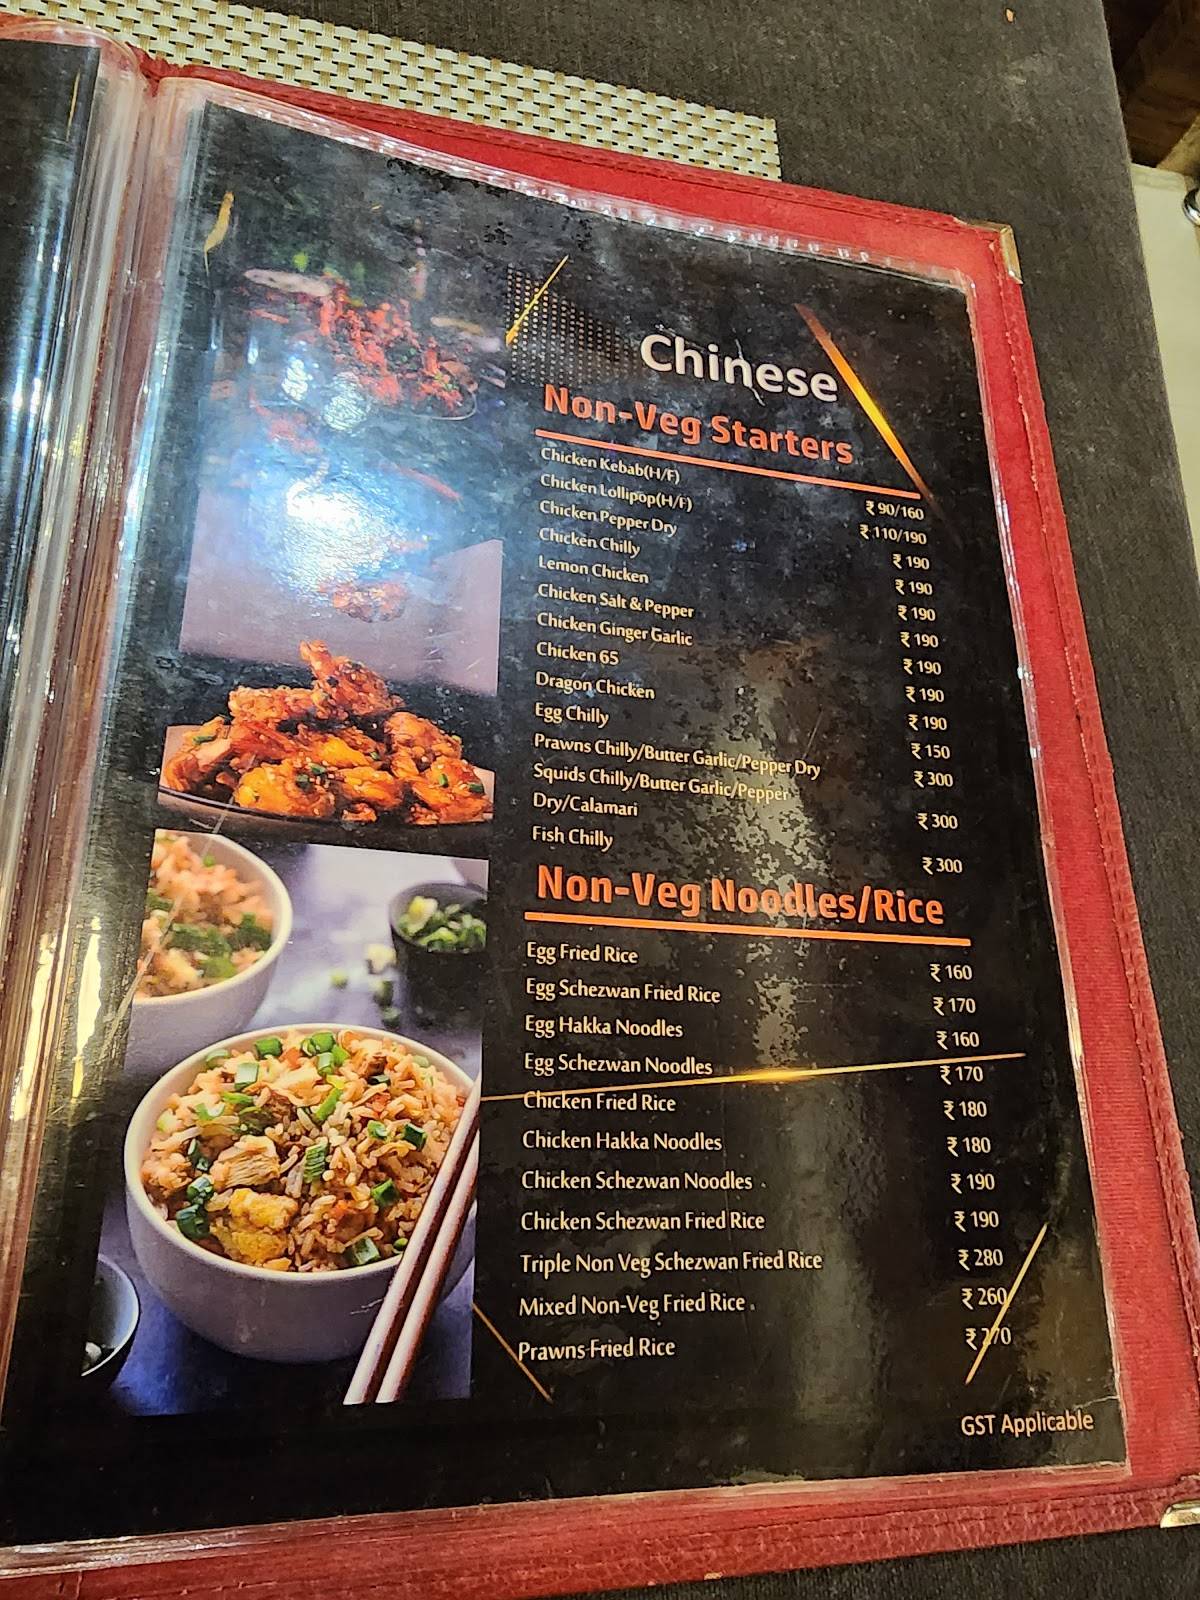 Chinese
Non-Veg Starters
Chicken Kebab(H/F) ₹ 90/160
Chicken Lollipop(H/F) ₹ 110/190
Chicken Pepper Dry ₹ 190
Chicken Chilly ₹ 190
Lemon Chicken ₹ 190
Chicken Salt & Pepper ₹ 190
Chicken Ginger Garlic ₹ 190
Chicken 65 ₹ 190
Dragon Chicken ₹ 190
Egg Chilly ₹ 150
Prawns Chilly/Butter Garlic/Pepper Dry ₹ 300
Squids Chilly/Butter Garlic/Pepper
Dry/Calamari ₹ 300
Fish Chilly ₹ 300
Non-Veg Noodles/Rice
Egg Fried Rice ₹ 160
Egg Schezwan Fried Rice ₹ 170
Egg Hakka Noodles ₹ 160
Egg Schezwan Noodles ₹ 170
Chicken Fried Rice ₹ 180
Chicken Hakka Noodles ₹ 180
Chicken Schezwan Noodles ₹ 190
Chicken Schezwan Fried Rice ₹ 190
Triple Non Veg Schezwan Fried Rice ₹ 280
Mixed Non-Veg Fried Rice ₹ 260
Prawns Fried Rice ₹ 270
GST Applicable